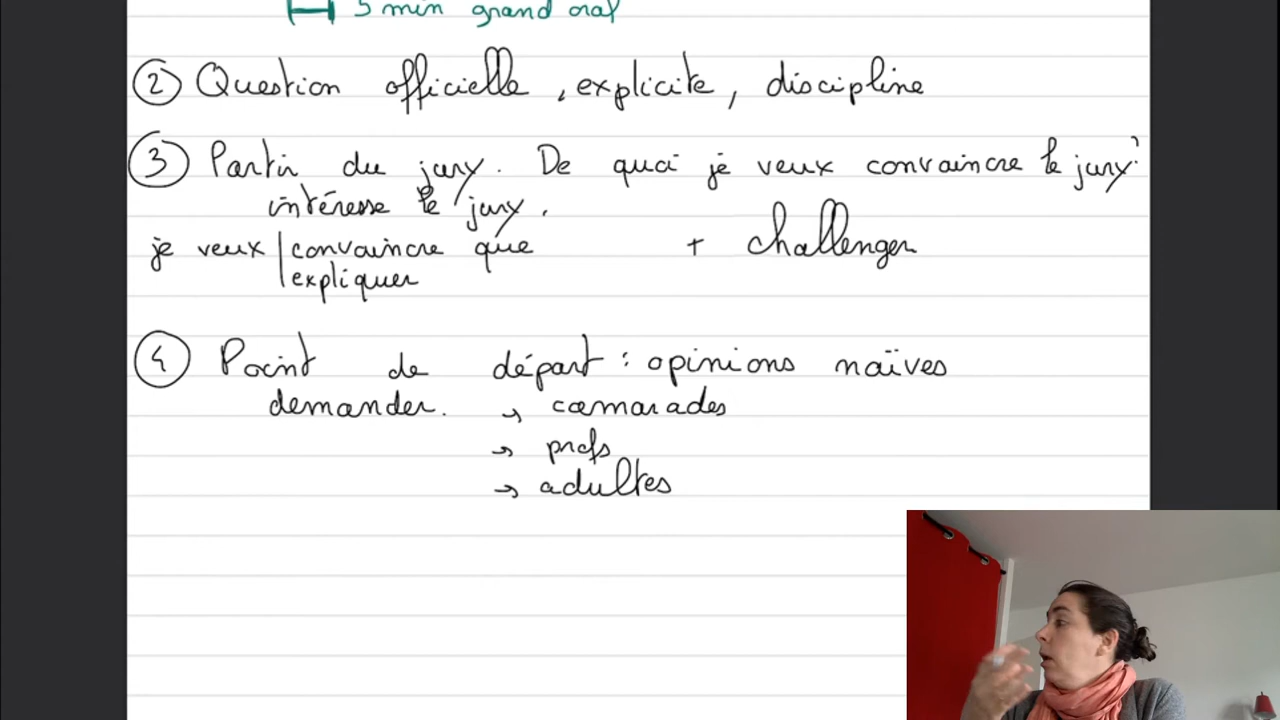 5 min grand oral
② Question officielle, explicite, discipline
③ Partir du jury. De quoi je veux convaincre le jury?
intéresse le jury.
je veux convaincre que + challenger
expliquer
④ Point de départ : opinions naïves
demander. → camarades
→ profs
→ adultes